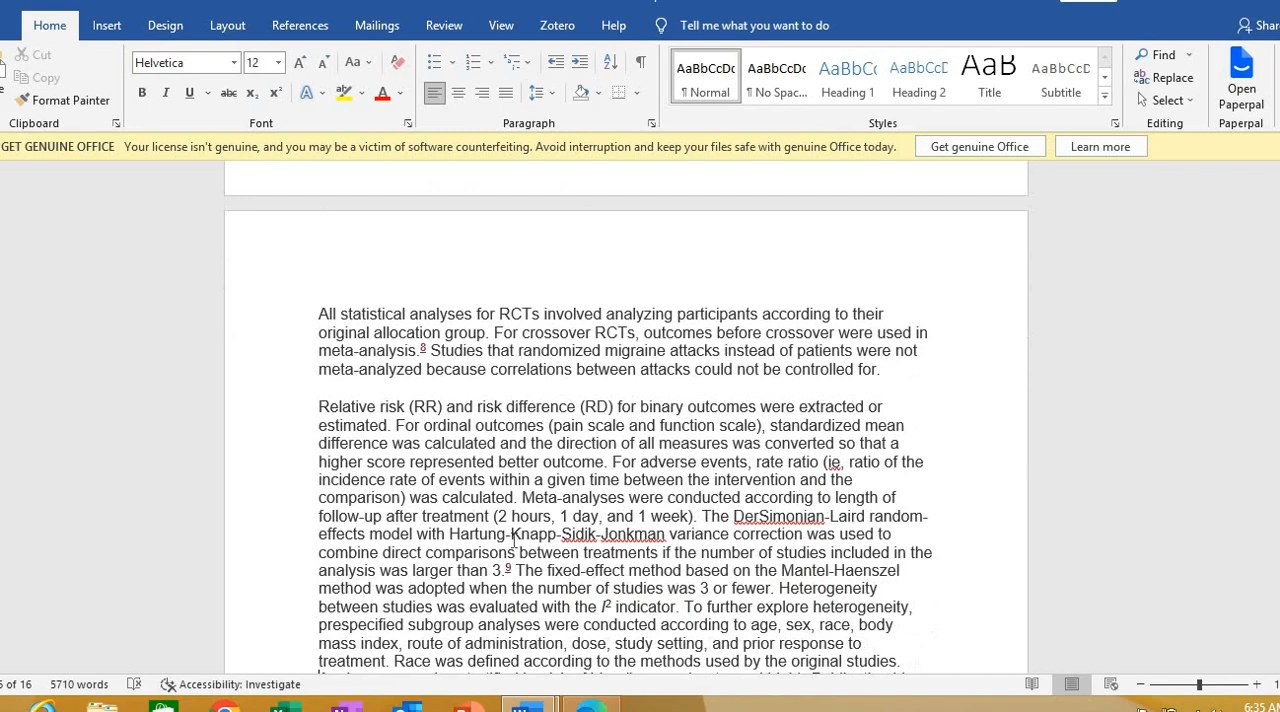 Home Insert Design Layout References Mailings Review View Zotero Help Tell me what you want to do
Cut
Copy
Format Painter
Clipboard
Helvetica 12
Font
Paragraph
AaBbCcDc AaBbCcDc AaBbCcD AaBbCcD AaB AaBbCcD
¶ Normal ¶ No Spac... Heading 1 Heading 2 Title Subtitle
Styles
Find
Replace
Select
Editing
Open
Paperpal
Paperpal
GET GENUINE OFFICE Your license isn't genuine, and you may be a victim of software counterfeiting. Avoid interruption and keep your files safe with genuine Office today. Get genuine Office Learn more
All statistical analyses for RCTs involved analyzing participants according to their
original allocation group. For crossover RCTs, outcomes before crossover were used in
meta-analysis.8 Studies that randomized migraine attacks instead of patients were not
meta-analyzed because correlations between attacks could not be controlled for.
Relative risk (RR) and risk difference (RD) for binary outcomes were extracted or
estimated. For ordinal outcomes (pain scale and function scale), standardized mean
difference was calculated and the direction of all measures was converted so that a
higher score represented better outcome. For adverse events, rate ratio (ie, ratio of the
incidence rate of events within a given time between the intervention and the
comparison) was calculated. Meta-analyses were conducted according to length of
follow-up after treatment (2 hours, 1 day, and 1 week). The DerSimonian-Laird random-
effects model with Hartung-Knapp-Sidik-Jonkman variance correction was used to
combine direct comparisons between treatments if the number of studies included in the
analysis was larger than 3.9 The fixed-effect method based on the Mantel-Haenszel
method was adopted when the number of studies was 3 or fewer. Heterogeneity
between studies was evaluated with the I2 indicator. To further explore heterogeneity,
prespecified subgroup analyses were conducted according to age, sex, race, body
mass index, route of administration, dose, study setting, and prior response to
treatment. Race was defined according to the methods used by the original studies.
of 16 5710 words Accessibility: Investigate
6:35 AM